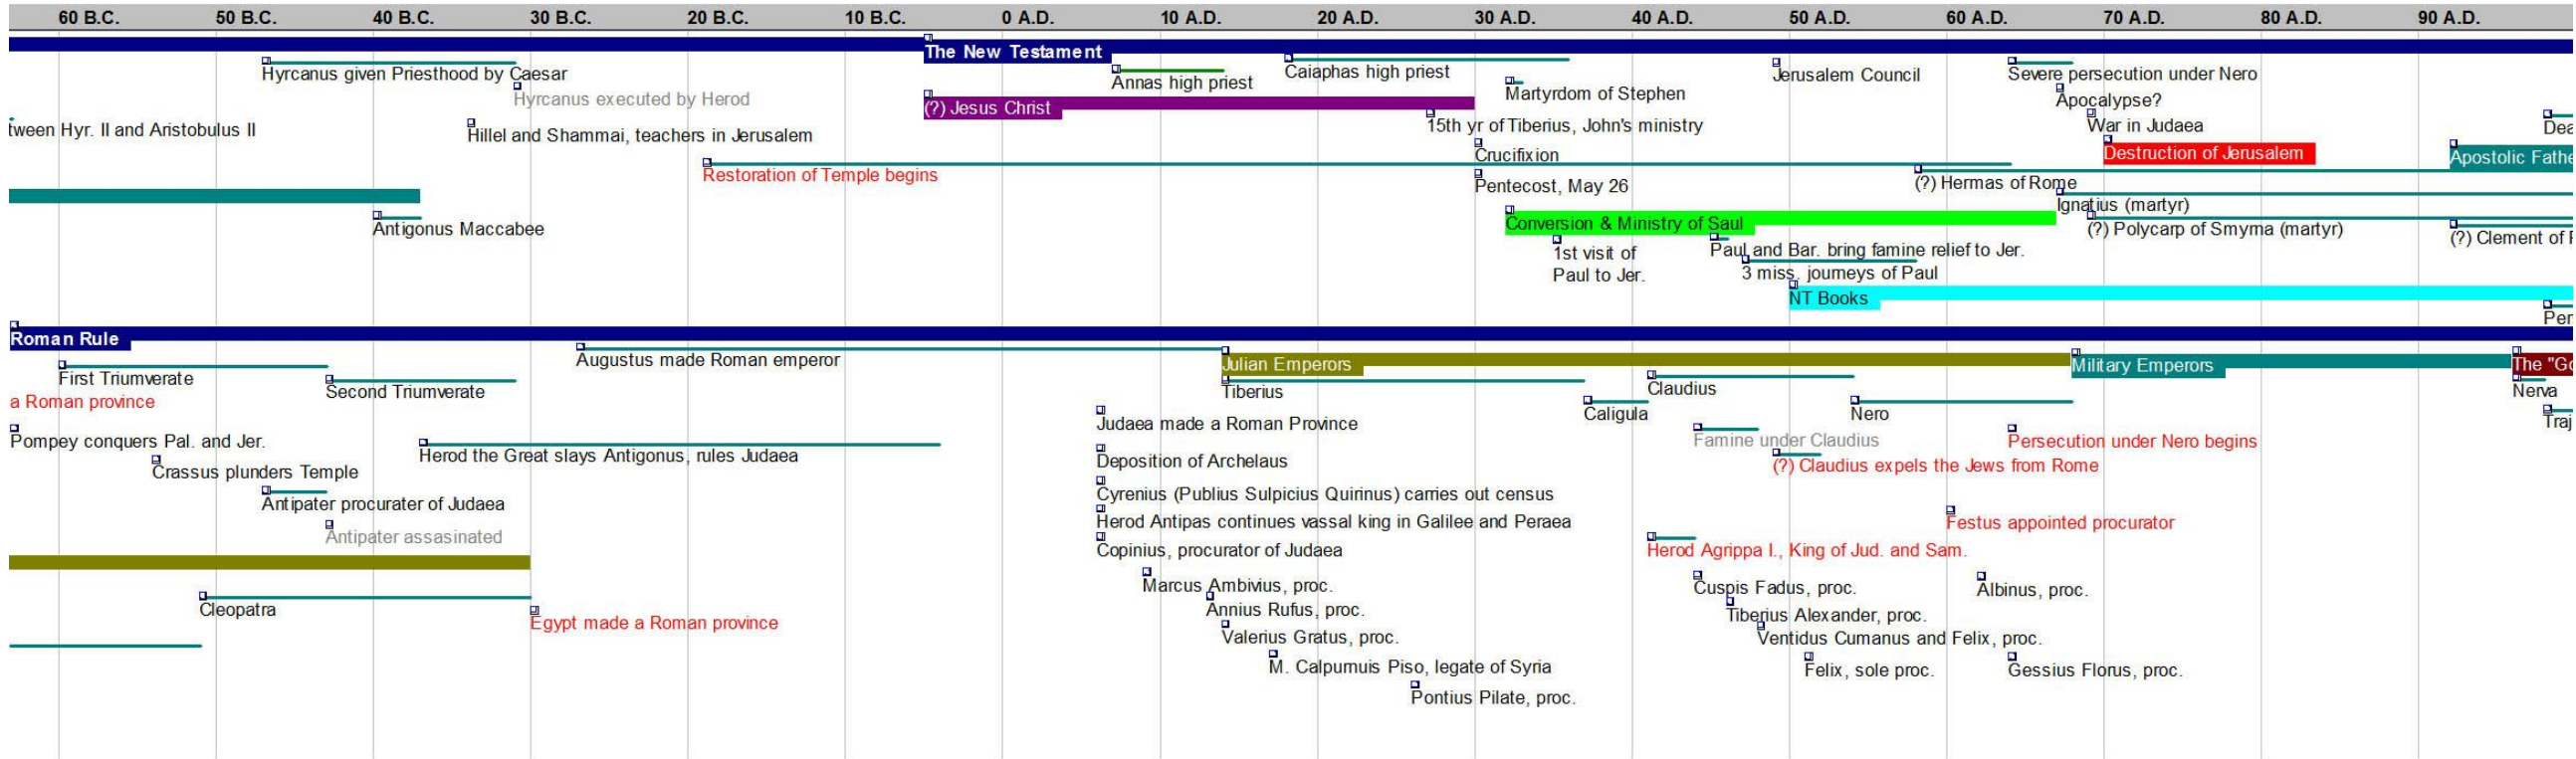 60 B.C. 50 B.C. 40 B.C. 30 B.C. 20 B.C. 10 B.C. 0 A.D. 10 A.D. 20 A.D. 30 A.D. 40 A.D. 50 A.D. 60 A.D. 70 A.D. 80 A.D. 90 A.D.
The New Testament
Hyrcanus given Priesthood by Caesar
Hyrcanus executed by Herod
tween Hyr. II and Aristobulus II
Hillel and Shammai, teachers in Jerusalem
Annas high priest
Caiaphas high priest
Martyrdom of Stephen
Jerusalem Council
Severe persecution under Nero
Apocalypse?
(?) Jesus Christ
15th yr of Tiberius, John's ministry
War in Judaea
Dea
Crucifixion
Destruction of Jerusalem
Apostolic Fathe
Restoration of Temple begins
Pentecost, May 26
(?) Hermas of Rome
Ignatius (martyr)
Antigonus Maccabee
Conversion & Ministry of Saul
(?) Polycarp of Smyrna (martyr)
(?) Clement of
1st visit of
Paul to Jer.
Paul and Bar. bring famine relief to Jer.
3 miss. journeys of Paul
NT Books
Per
Roman Rule
Augustus made Roman emperor
Julian Emperors
Military Emperors
The "Go
First Triumverate
Second Triumverate
a Roman province
Tiberius
Caligula
Claudius
Nero
Nerva
Traj
Pompey conquers Pal. and Jer.
Crassus plunders Temple
Herod the Great slays Antigonus, rules Judaea
Judaea made a Roman Province
Famine under Claudius
Persecution under Nero begins
Deposition of Archelaus
(?) Claudius expels the Jews from Rome
Antipater procurater of Judaea
Cyrenius (Publius Sulpicius Quirinus) carries out census
Antipater assasinated
Herod Antipas continues vassal king in Galilee and Peraea
Festus appointed procurator
Copinius, procurator of Judaea
Herod Agrippa I., King of Jud. and Sam.
Marcus Ambivius, proc.
Cuspis Fadus, proc.
Albinus, proc.
Cleopatra
Annius Rufus, proc.
Tiberius Alexander, proc.
Egypt made a Roman province
Valerius Gratus, proc.
Ventidus Cumanus and Felix, proc.
M. Calpurnuis Piso, legate of Syria
Felix, sole proc.
Gessius Florus, proc.
Pontius Pilate, proc.